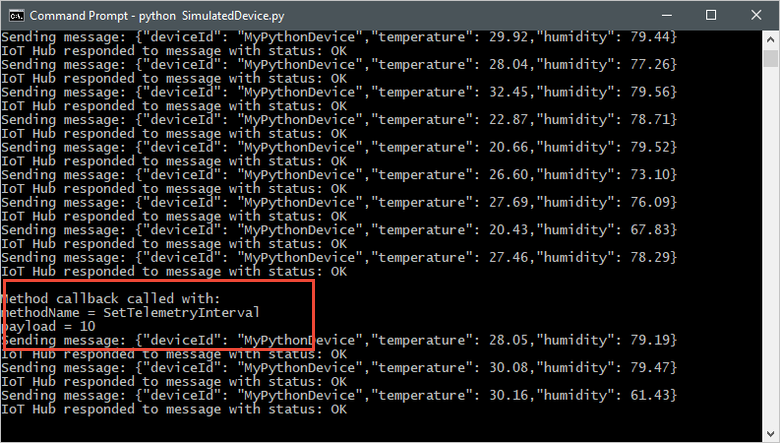 Command Prompt - python  SimulatedDevice.py
Sending message: {"deviceId": "MyPythonDevice","temperature": 29.92,"humidity": 79.44}
IoT Hub responded to message with status: OK
Sending message: {"deviceId": "MyPythonDevice","temperature": 28.04,"humidity": 77.26}
IoT Hub responded to message with status: OK
Sending message: {"deviceId": "MyPythonDevice","temperature": 32.45,"humidity": 79.56}
IoT Hub responded to message with status: OK
Sending message: {"deviceId": "MyPythonDevice","temperature": 22.87,"humidity": 78.71}
IoT Hub responded to message with status: OK
Sending message: {"deviceId": "MyPythonDevice","temperature": 20.66,"humidity": 79.52}
IoT Hub responded to message with status: OK
Sending message: {"deviceId": "MyPythonDevice","temperature": 26.60,"humidity": 73.10}
IoT Hub responded to message with status: OK
Sending message: {"deviceId": "MyPythonDevice","temperature": 27.69,"humidity": 76.09}
IoT Hub responded to message with status: OK
Sending message: {"deviceId": "MyPythonDevice","temperature": 20.43,"humidity": 67.83}
IoT Hub responded to message with status: OK
Sending message: {"deviceId": "MyPythonDevice","temperature": 27.46,"humidity": 78.29}
IoT Hub responded to message with status: OK
Method callback called with:
methodName = SetTelemetryInterval
payload = 10
Sending message: {"deviceId": "MyPythonDevice","temperature": 28.05,"humidity": 79.19}
IoT Hub responded to message with status: OK
Sending message: {"deviceId": "MyPythonDevice","temperature": 30.08,"humidity": 79.47}
IoT Hub responded to message with status: OK
Sending message: {"deviceId": "MyPythonDevice","temperature": 30.16,"humidity": 61.43}
IoT Hub responded to message with status: OK